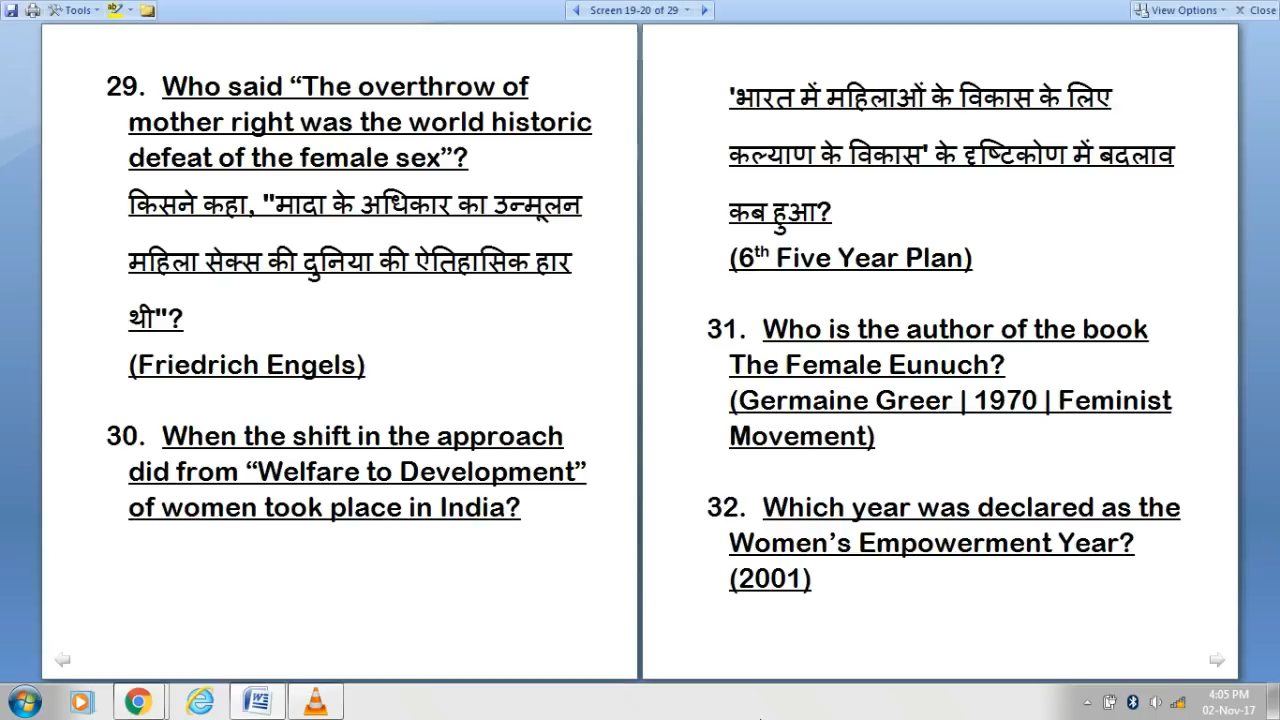 Tools
Screen 19-20 of 29
View Options
Close
29. Who said “The overthrow of
mother right was the world historic
defeat of the female sex”?
किसने कहा, "मादा के अधिकार का उन्मूलन
महिला सेक्स की दुनिया की ऐतिहासिक हार
थी"?
(Friedrich Engels)
30. When the shift in the approach
did from “Welfare to Development”
of women took place in India?
'भारत में महिलाओं के विकास के लिए
कल्याण के विकास' के दृष्टिकोण में बदलाव
कब हुआ?
(6th Five Year Plan)
31. Who is the author of the book
The Female Eunuch?
(Germaine Greer | 1970 | Feminist
Movement)
32. Which year was declared as the
Women’s Empowerment Year?
(2001)
4:05 PM
02-Nov-17